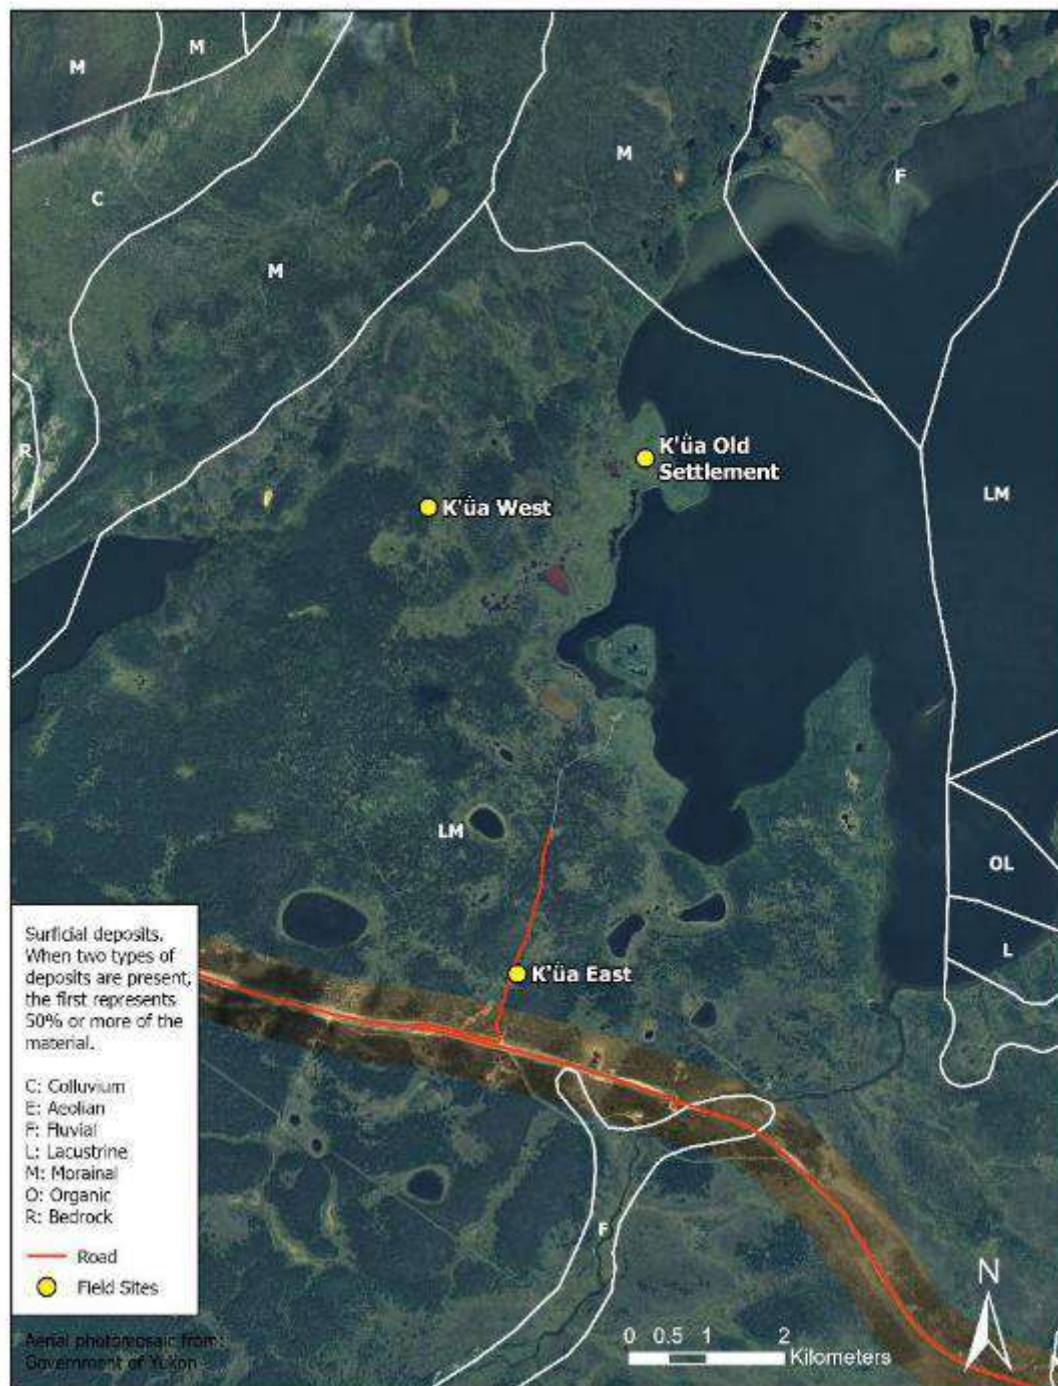 M
M
M
F
C
M
K'üa Old
Settlement
R
LM
K'üa West
LM
OL
L
K'üa East
Surficial deposits.
When two types of
deposits are present,
the first represents
50% or more of the
material.
C: Colluvium
E: Aeolian
F: Fluvial
L: Lacustrine
M: Morainal
O: Organic
R: Bedrock
Road
Field Sites
F
N
0 0.5 1 2
Kilometers
Aerial photomosaic from:
Government of Yukon